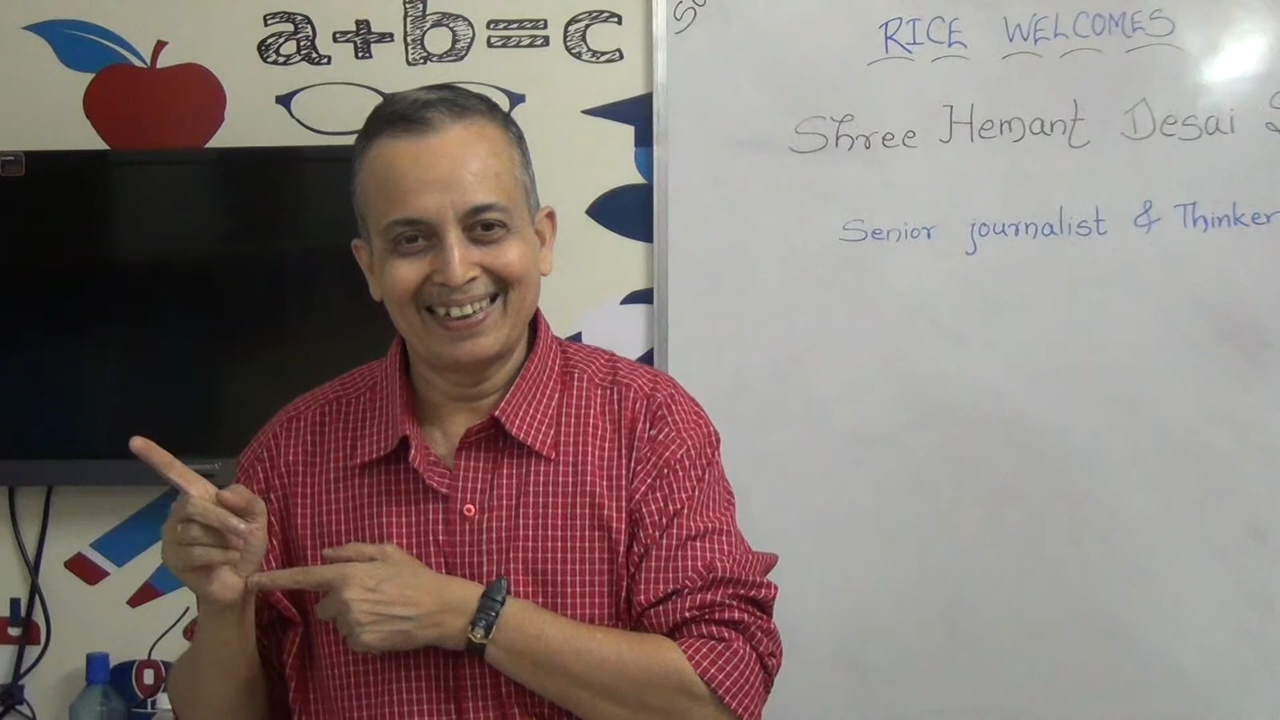 a+b=c
RICE WELCOMES
Shree Hemant Desai
Senior journalist & Thinker